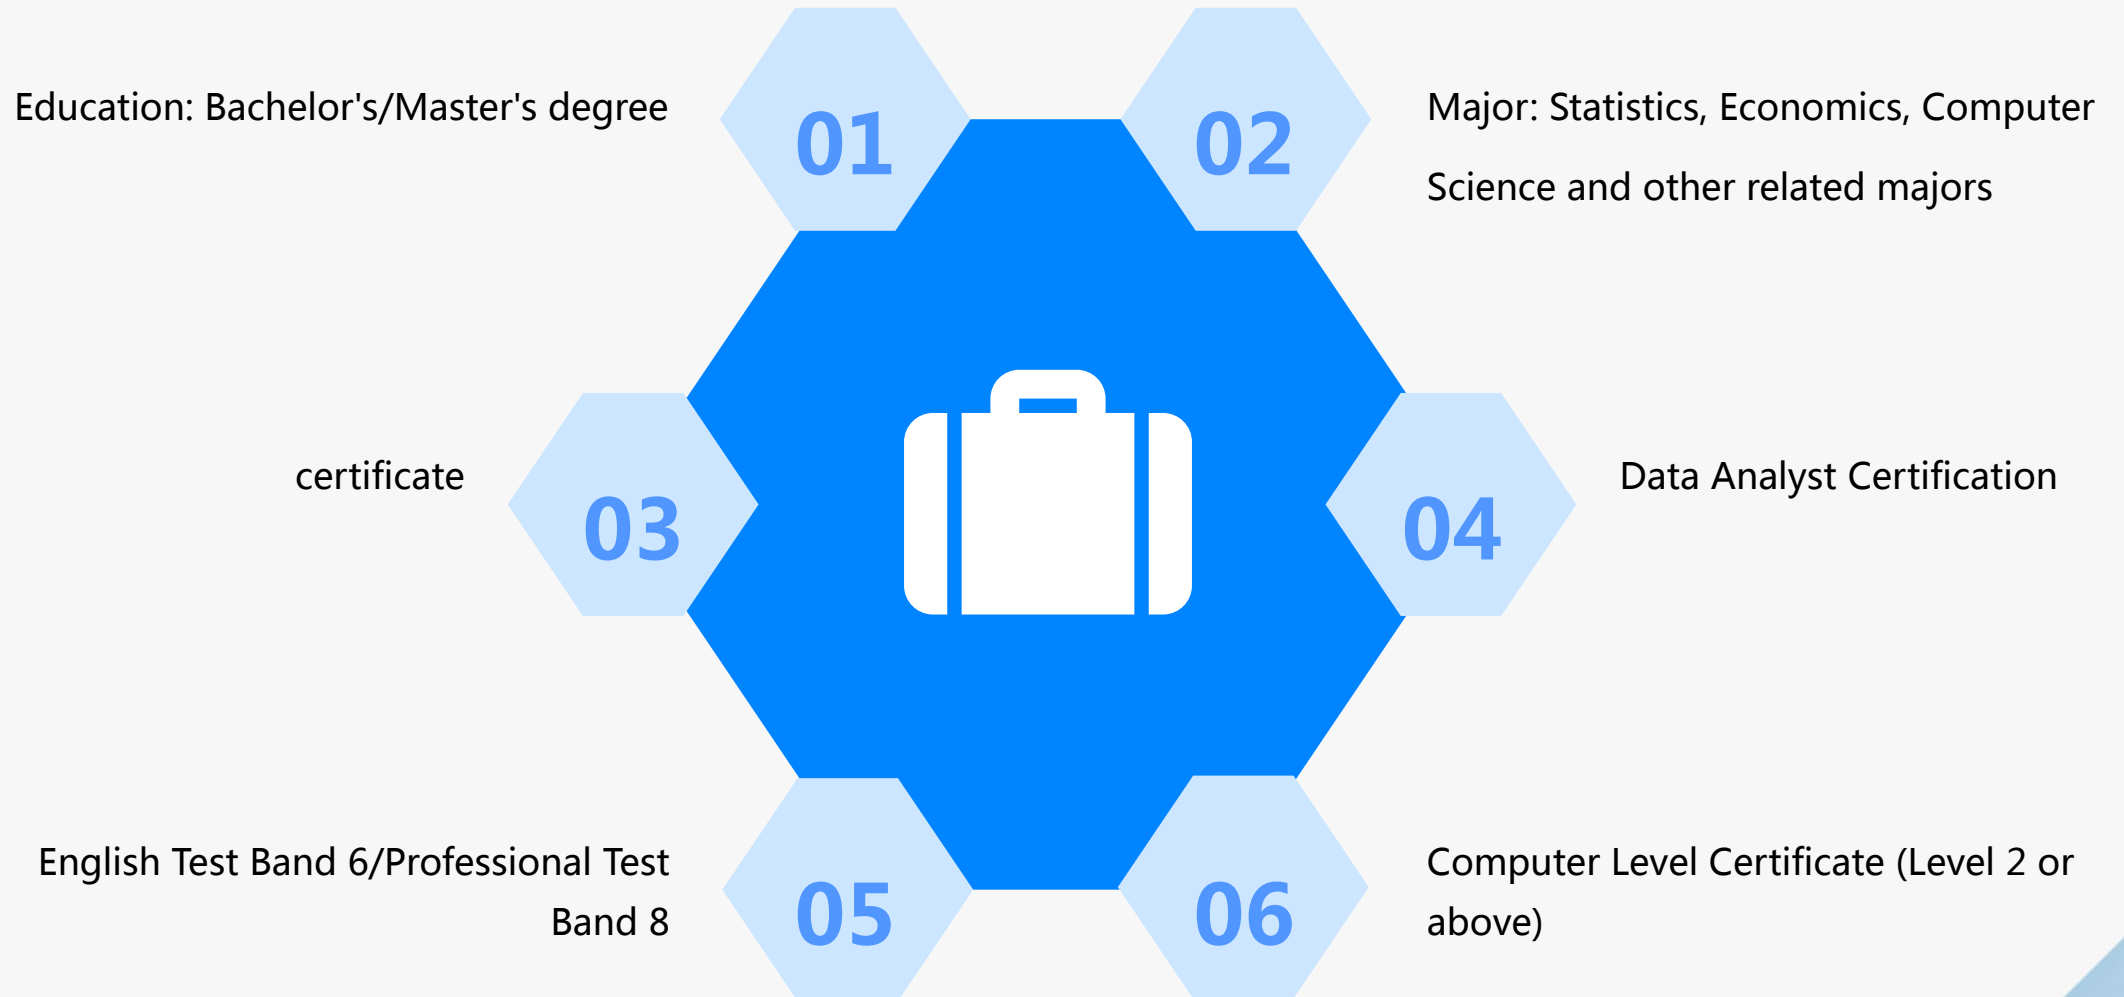 Education: Bachelor's/Master's degree
01
02
Major: Statistics, Economics, Computer
Science and other related majors
certificate
03
04
Data Analyst Certification
English Test Band 6/Professional Test
Band 8
05
06
Computer Level Certificate (Level 2 or
above)